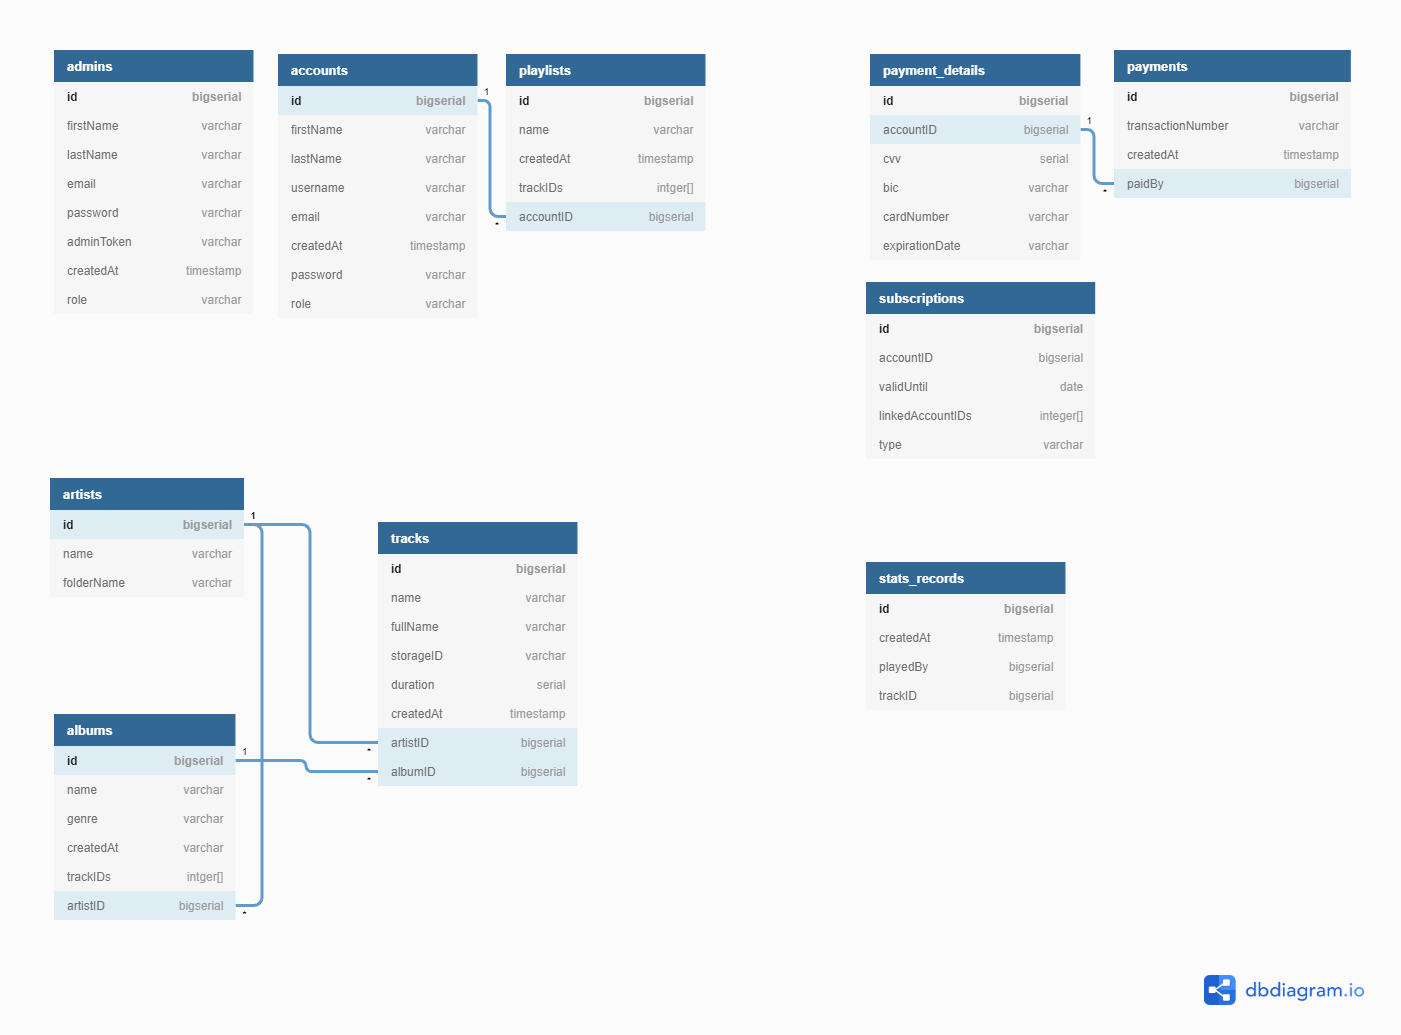 admins
id bigserial
firstName varchar
lastName varchar
email varchar
password varchar
adminToken varchar
createdAt timestamp
role varchar
accounts
id bigserial
firstName varchar
lastName varchar
username varchar
email varchar
createdAt timestamp
password varchar
role varchar
1
*
playlists
id bigserial
name varchar
createdAt timestamp
trackIDs intger[]
accountID bigserial
payment_details
id bigserial
accountID bigserial
cvv serial
bic varchar
cardNumber varchar
expirationDate varchar
1
*
payments
id bigserial
transactionNumber varchar
createdAt timestamp
paidBy bigserial
subscriptions
id bigserial
accountID bigserial
validUntil date
linkedAccountIDs integer[]
type varchar
artists
id bigserial
name varchar
folderName varchar
1
tracks
id bigserial
name varchar
fullName varchar
storageID varchar
duration serial
createdAt timestamp
* artistID bigserial
* albumID bigserial
stats_records
id bigserial
createdAt timestamp
playedBy bigserial
trackID bigserial
albums
id bigserial
name varchar
genre varchar
createdAt varchar
trackIDs intger[]
artistID bigserial
1
*
dbdiagram.io